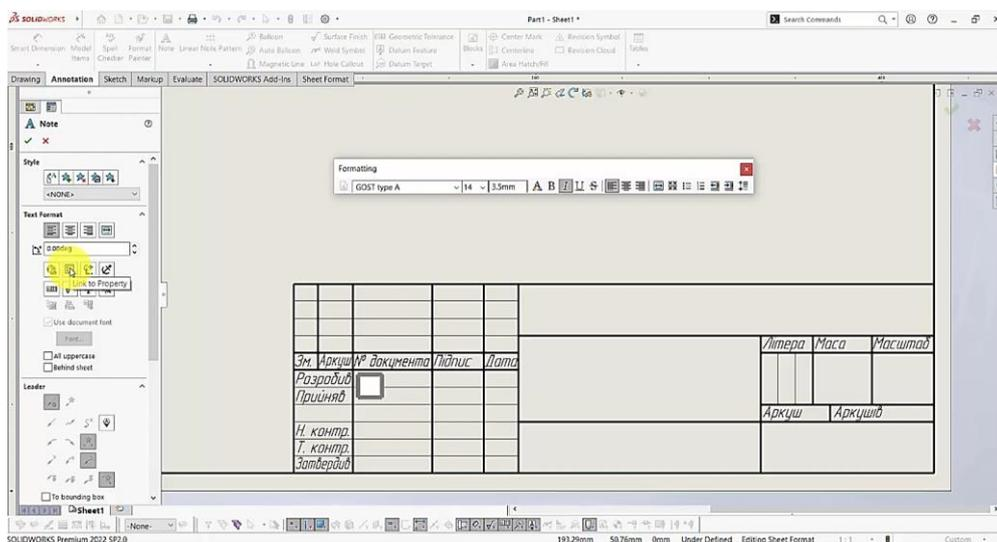 SOLIDWORKS
Part1 - Sheet1 *
Search Commands
Smart Dimension
Model Items
Spell Checker
Format Painter
Note
Linear Note Pattern
Balloon
Auto Balloon
Magnetic Line
Surface Finish
Weld Symbol
Hole Callout
Geometric Tolerance
Datum Feature
Datum Target
Blocks
Center Mark
Centerline
Area Hatch/Fill
Revision Symbol
Revision Cloud
Tables
Drawing Annotation Sketch Markup Evaluate SOLIDWORKS Add-Ins Sheet Format
Note
Style
<NONE>
Text Format
0.00deg
Link to Property
Use document font
Font...
All uppercase
Behind sheet
Leader
To bounding box
Formatting
GOST type A 14 3.5mm A B I U S
Літера Маса Масштаб
Зм. Аркуш № документа Підпис Дата
Розробив
Прийняв
Аркуш Аркушів
Н. контр.
Т. контр.
Затвердив
Sheet1
-None-
SOLIDWORKS Premium 2022 SP2.0
193.29mm 50.76mm 0mm Under Defined Editing Sheet Format 1:1 Custom